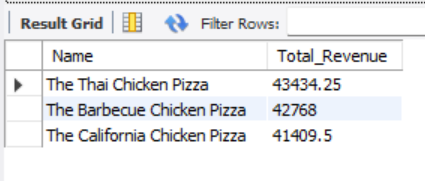 Result Grid Filter Rows:
Name Total_Revenue
The Thai Chicken Pizza 43434.25
The Barbecue Chicken Pizza 42768
The California Chicken Pizza 41409.5